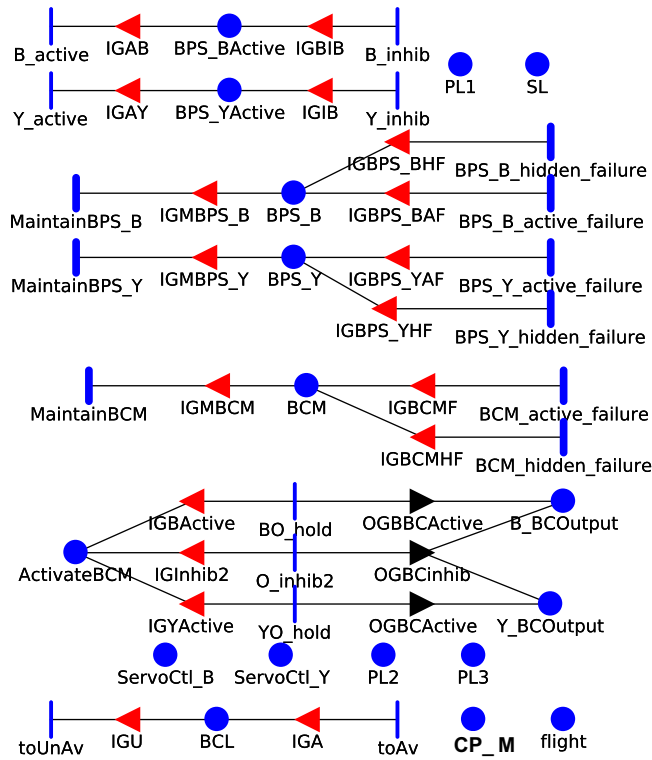 B_active IGAB BPS_BActive IGBIB B_inhib
PL1 SL
Y_active IGAY BPS_YActive IGIB Y_inhib
IGBPS_BHF BPS_B_hidden_failure
MaintainBPS_B IGMBPS_B BPS_B IGBPS_BAF BPS_B_active_failure
MaintainBPS_Y IGMBPS_Y BPS_Y IGBPS_YAF BPS_Y_active_failure
IGBPS_YHF BPS_Y_hidden_failure
MaintainBCM IGMBCM BCM IGBCMF BCM_active_failure
IGBCMHF BCM_hidden_failure
IGBActive BO_hold OGBBCActive B_BCOutput
ActivateBCM IGInhib2 O_inhib2 OGBCinhib
IGYActive YO_hold OGBCActive Y_BCOutput
ServoCtl_B ServoCtl_Y PL2 PL3
toUnAv IGU BCL IGA toAv CP_M flight